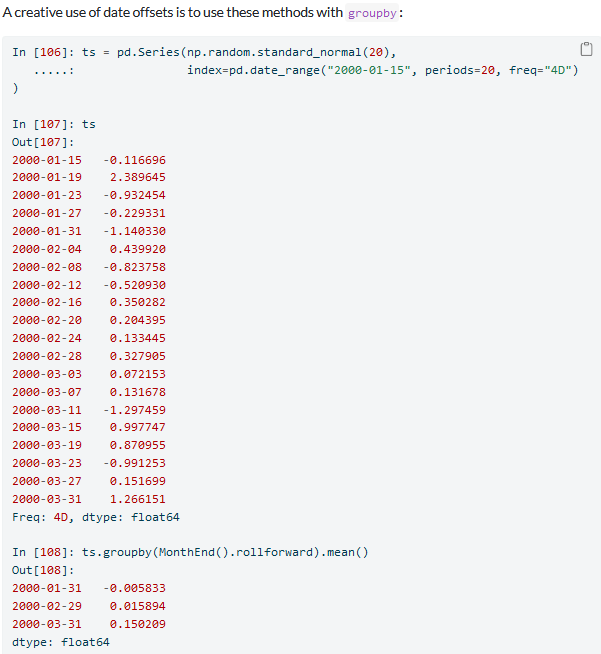 A creative use of date offsets is to use these methods with groupby:
In [106]: ts = pd.Series(np.random.standard_normal(20),
   .....:                index=pd.date_range("2000-01-15", periods=20, freq="4D")
)
In [107]: ts
Out[107]:
2000-01-15   -0.116696
2000-01-19    2.389645
2000-01-23   -0.932454
2000-01-27   -0.229331
2000-01-31   -1.140330
2000-02-04    0.439920
2000-02-08   -0.823758
2000-02-12   -0.520930
2000-02-16    0.350282
2000-02-20    0.204395
2000-02-24    0.133445
2000-02-28    0.327905
2000-03-03    0.072153
2000-03-07    0.131678
2000-03-11   -1.297459
2000-03-15    0.997747
2000-03-19    0.870955
2000-03-23   -0.991253
2000-03-27    0.151699
2000-03-31    1.266151
Freq: 4D, dtype: float64
In [108]: ts.groupby(MonthEnd().rollforward).mean()
Out[108]:
2000-01-31   -0.005833
2000-02-29    0.015894
2000-03-31    0.150209
dtype: float64